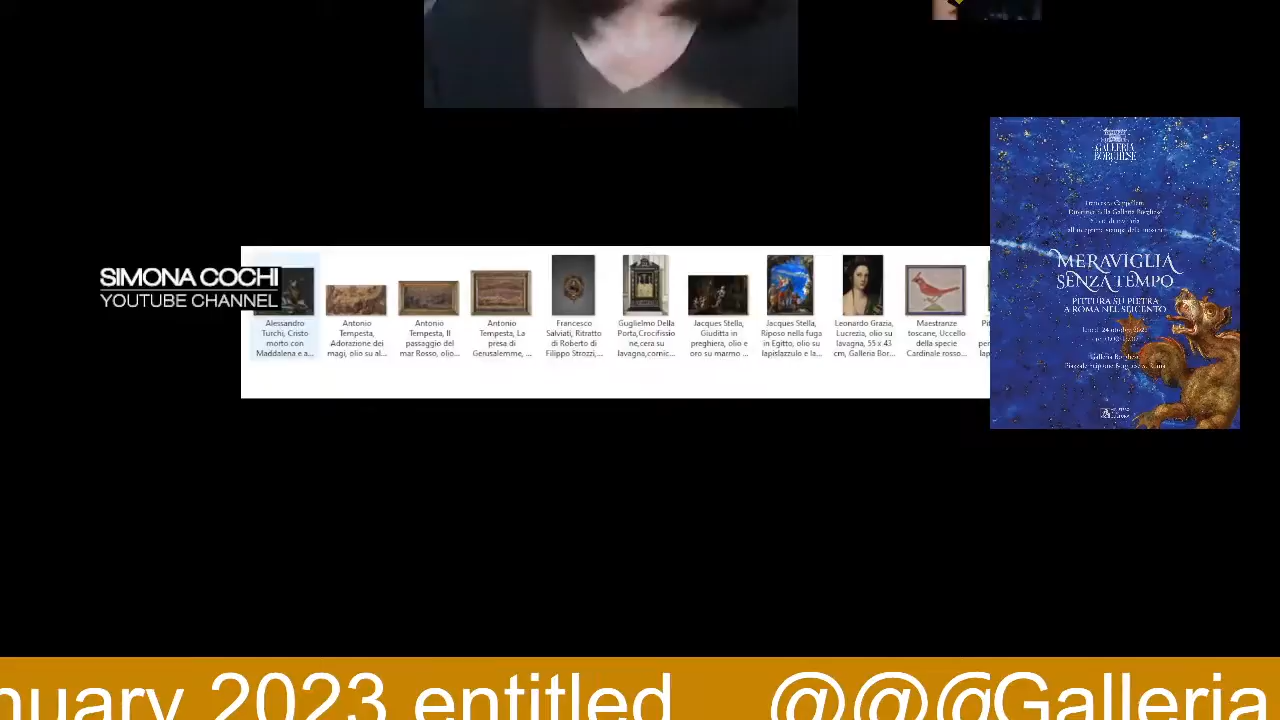 GALLERIA
BORGHESE
Francesca Cappelletti
MERAVIGLIA
SENZA TEMPO
PITTURA SU PIETRA
A ROMA NEL SEICENTO
Galleria Borghese
SIMONA COCHI
YOUTUBE CHANNEL
Alessandro
Turchi, Cristo
morto con
Maddalena e a...
Antonio
Tempesta,
Adorazione dei
magi, olio su al...
Antonio
Tempesta, Il
passaggio del
mar Rosso, olio...
Antonio
Tempesta, La
presa di
Gerusalemme, ...
Francesco
Salviati, Ritratto
di Roberto di
Filippo Strozzi,...
Guglielmo Della
Porta,Crocifissio
ne,cera su
lavagna,cornic...
Jacques Stella,
Giuditta in
preghiera, olio e
oro su marmo ...
Jacques Stella,
Riposo nella fuga
in Egitto, olio su
lapislazzulo e la...
Leonardo Grazia,
Lucrezia, olio su
lavagna, 55 x 43
cm, Galleria Bor...
Maestranze
toscane, Uccello
della specie
Cardinale rosso...
nuary 2023 entitled @@@Galleria